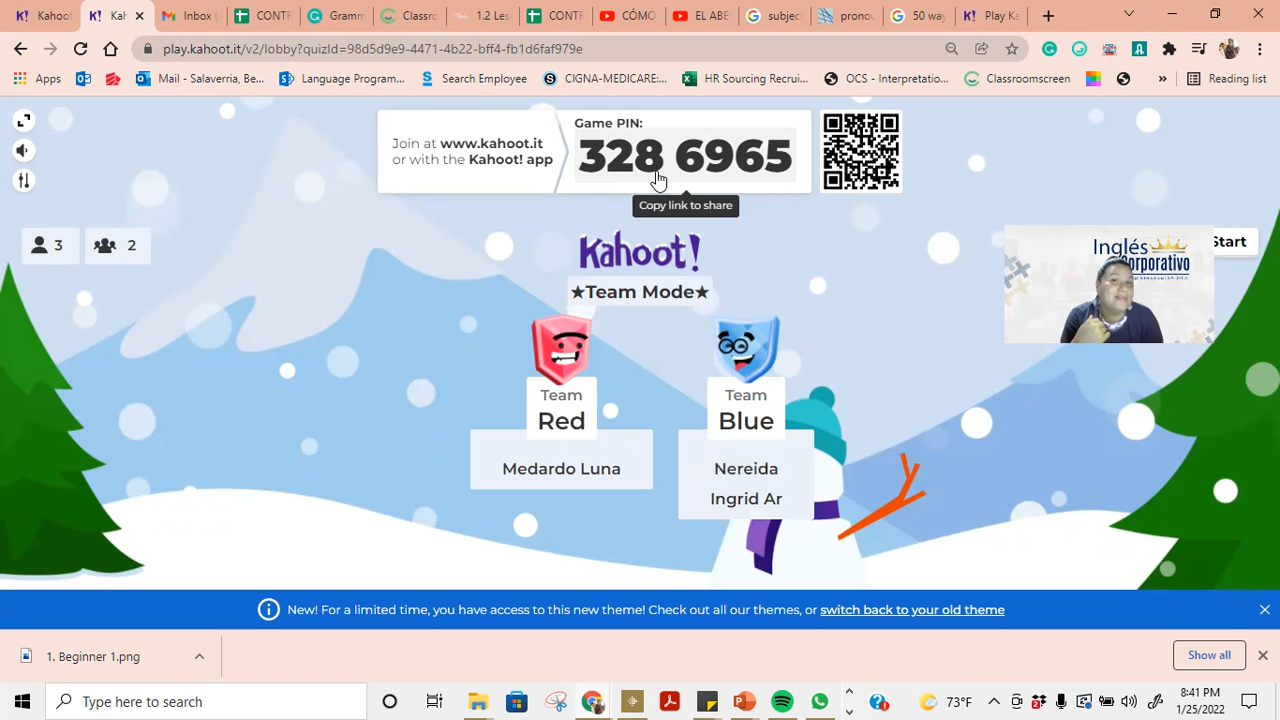 Kah
Inbox (
CONTR
Gramm
Classro
1.2 Les
CONTR
CÓMO
EL ABE
subject
pronou
50 way
Play Ka
play.kahoot.it/v2/lobby?quizId=98d5d9e9-4471-4b22-bff4-fb1d6faf979e
Apps
Mail - Salaverria, Be...
Language Program...
Search Employee
CIGNA-MEDICARE:...
HR Sourcing Recrui...
OCS - Interpretatio...
Classroomscreen
»
Reading list
Join at www.kahoot.it
or with the Kahoot! app
Game PIN:
328 6965
Copy link to share
3
2
Kahoot!
★Team Mode★
Start
Inglés
Corporativo
Team
Red
Medardo Luna
Team
Blue
Nereida
Ingrid Ar
New! For a limited time, you have access to this new theme! Check out all our themes, or switch back to your old theme
1. Beginner 1.png
Show all
Type here to search
73°F
8:41 PM
1/25/2022